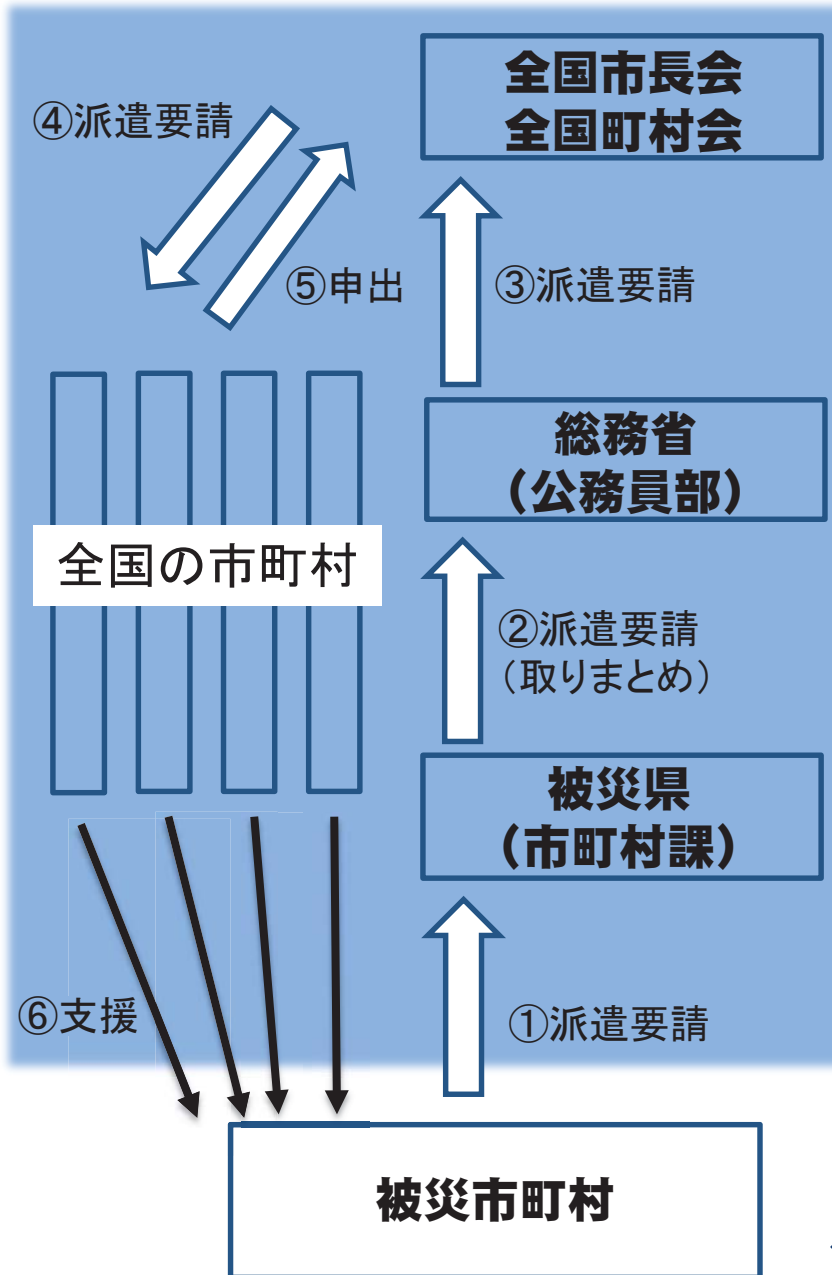 全国市長会
全国町村会
④派遣要請
⑤申出
③派遣要請
総務省
（公務員部）
全国の市町村
②派遣要請
（取りまとめ）
被災県
（市町村課）
⑥支援
①派遣要請
被災市町村